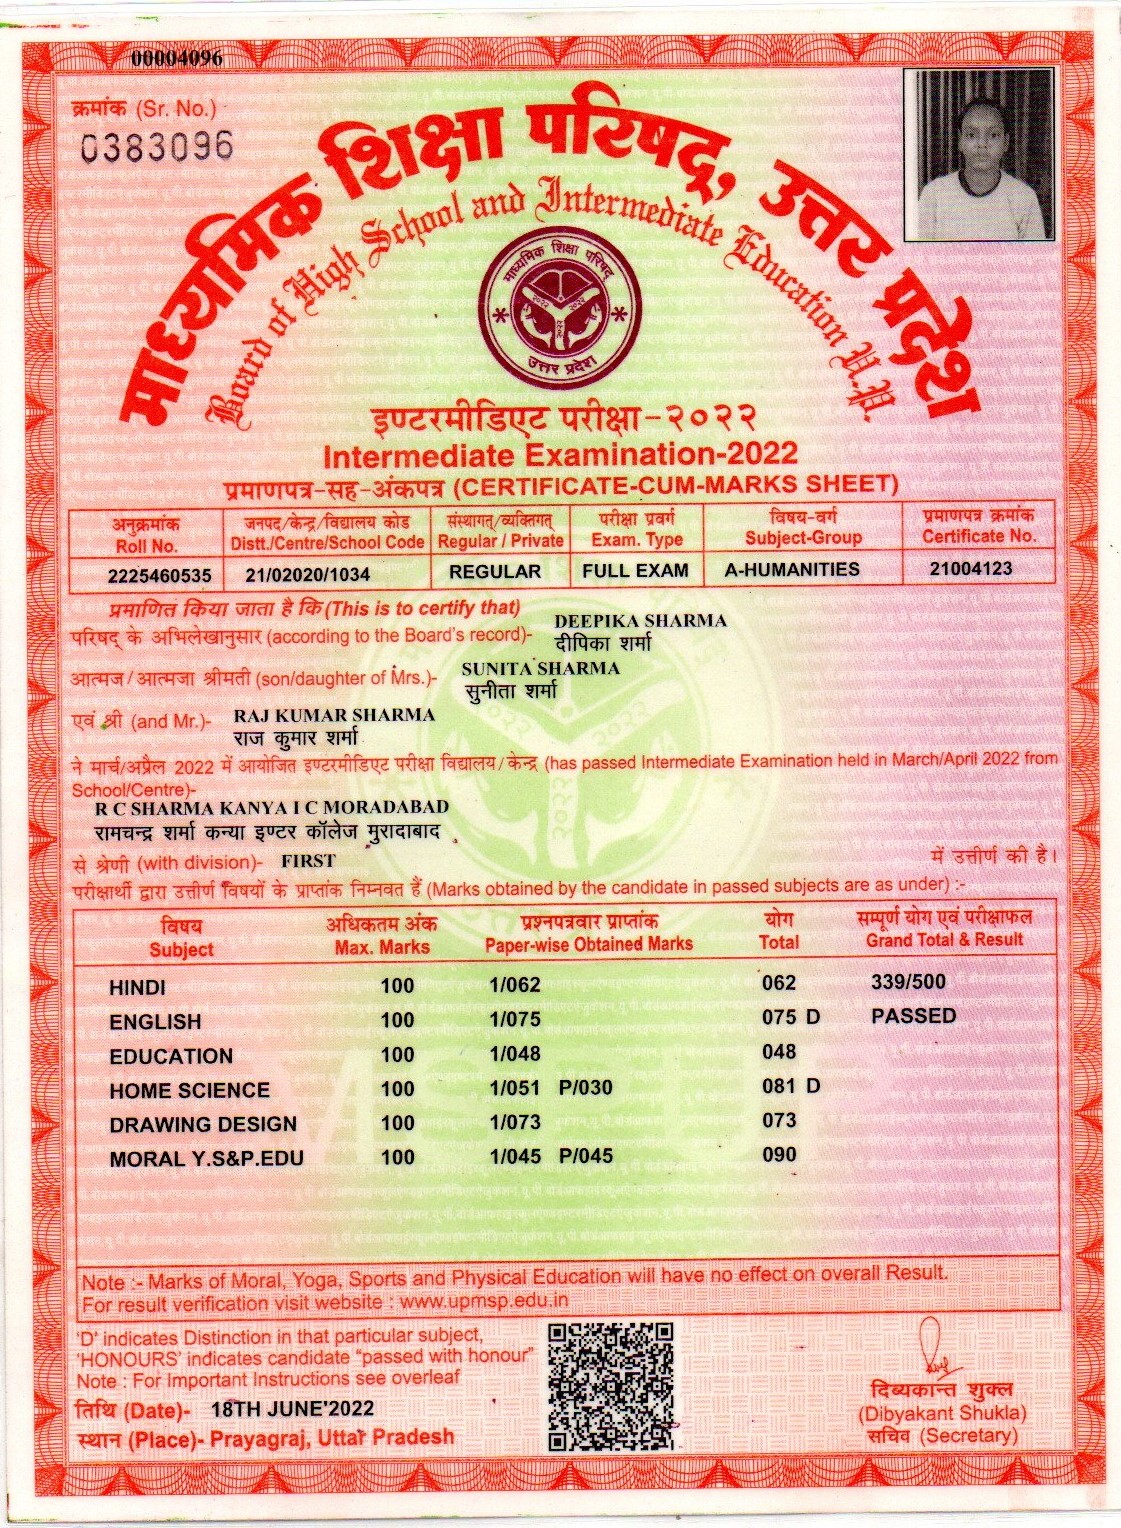 00004096
क्रमांक (Sr. No.)
0383096
माध्यमिक शिक्षा परिषद्, उत्तर प्रदेश
Board of High School and Intermediate Education U.P.
माध्यमिक शिक्षा परिषद्
उत्तर प्रदेश
इण्टरमीडिएट परीक्षा-२०२२
Intermediate Examination-2022
प्रमाणपत्र-सह-अंकपत्र (CERTIFICATE-CUM-MARKS SHEET)
अनुक्रमांक जनपद/केन्द्र/विद्यालय कोड संस्थागत्/व्यक्तिगत् परीक्षा प्रवर्ग विषय-वर्ग प्रमाणपत्र क्रमांक
Roll No. Distt./Centre/School Code Regular / Private Exam. Type Subject-Group Certificate No.
2225460535 21/02020/1034 REGULAR FULL EXAM A-HUMANITIES 21004123
प्रमाणित किया जाता है कि (This is to certify that)
DEEPIKA SHARMA
परिषद् के अभिलेखानुसार (according to the Board's record)- दीपिका शर्मा
SUNITA SHARMA
आत्मज/आत्मजा श्रीमती (son/daughter of Mrs.)- सुनीता शर्मा
एवं श्री (and Mr.)- RAJ KUMAR SHARMA
राज कुमार शर्मा
ने मार्च/अप्रैल 2022 में आयोजित इण्टरमीडिएट परीक्षा विद्यालय/केन्द्र (has passed Intermediate Examination held in March/April 2022 from
School/Centre)-
R C SHARMA KANYA I C MORADABAD
रामचन्द्र शर्मा कन्या इण्टर कॉलेज मुरादाबाद
से श्रेणी (with division)- FIRST में उत्तीर्ण की है।
परीक्षार्थी द्वारा उत्तीर्ण विषयों के प्राप्तांक निम्नवत हैं (Marks obtained by the candidate in passed subjects are as under) :-
विषय अधिकतम अंक प्रश्नपत्रवार प्राप्तांक योग सम्पूर्ण योग एवं परीक्षाफल
Subject Max. Marks Paper-wise Obtained Marks Total Grand Total & Result
HINDI 100 1/062 062 339/500
ENGLISH 100 1/075 075 D PASSED
EDUCATION 100 1/048 048
HOME SCIENCE 100 1/051 P/030 081 D
DRAWING DESIGN 100 1/073 073
MORAL Y.S&P.EDU 100 1/045 P/045 090
Note :- Marks of Moral, Yoga, Sports and Physical Education will have no effect on overall Result.
For result verification visit website : www.upmsp.edu.in
'D' indicates Distinction in that particular subject,
'HONOURS' indicates candidate "passed with honour"
Note : For Important Instructions see overleaf
तिथि (Date)- 18TH JUNE'2022
स्थान (Place)- Prayagraj, Uttar Pradesh
दिव्यकान्त शुक्ल
(Dibyakant Shukla)
सचिव (Secretary)